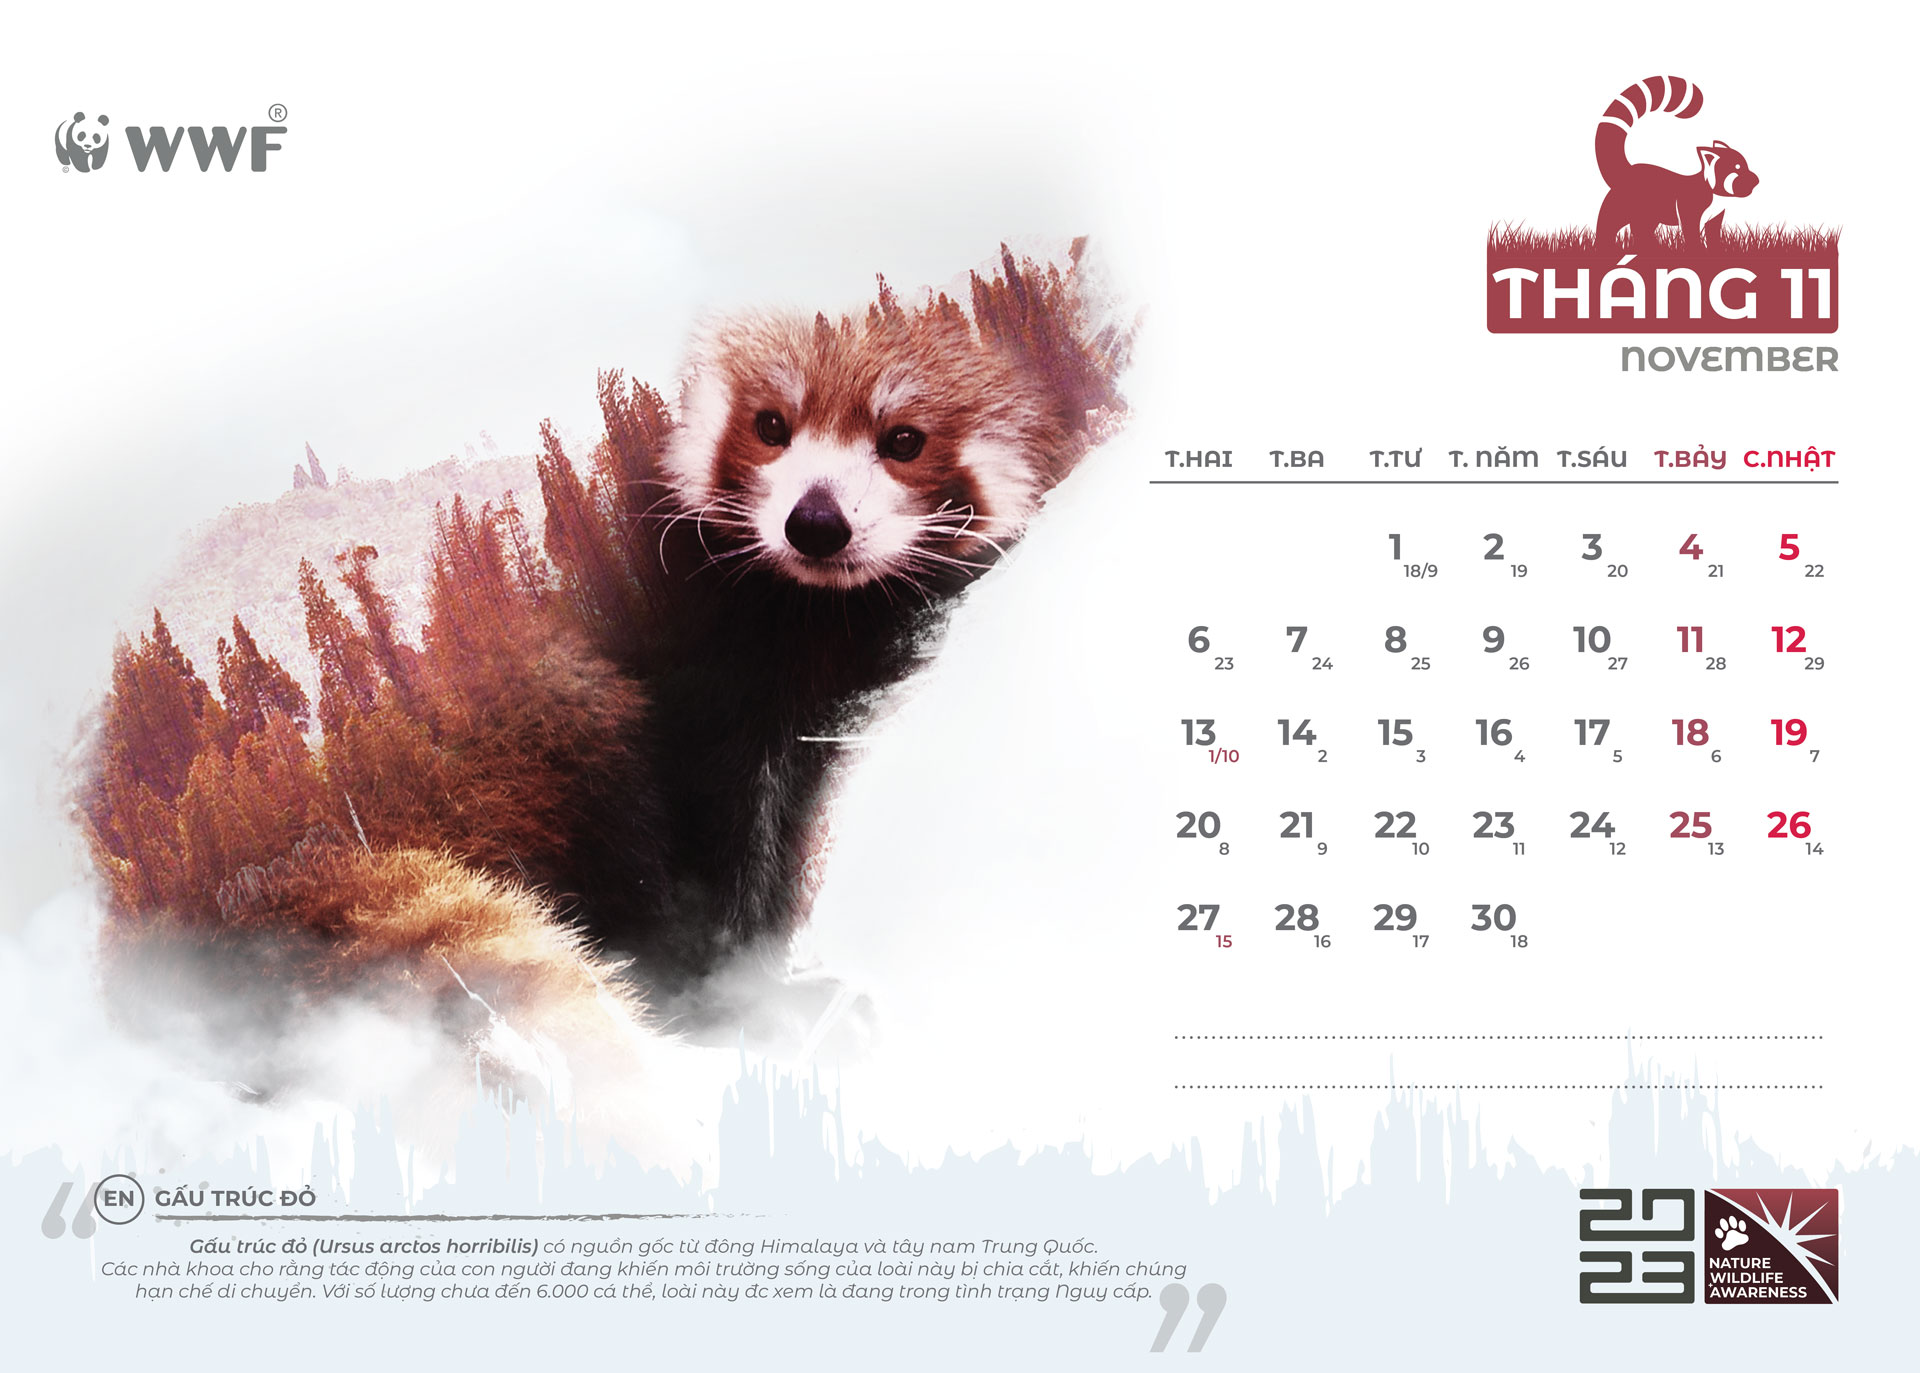 WWF®
©
THÁNG 11
NOVEMBER
T.HAI T.BA T.TƯ T. NĂM T.SÁU T.BẢY C.NHẬT
1 2 3 4 5
18/9 19 20 21 22
6 7 8 9 10 11 12
23 24 25 26 27 28 29
13 14 15 16 17 18 19
1/10 2 3 4 5 6 7
20 21 22 23 24 25 26
8 9 10 11 12 13 14
27 28 29 30
15 16 17 18
“ EN GẤU TRÚC ĐỎ
Gấu trúc đỏ (Ursus arctos horribilis) có nguồn gốc từ đông Himalaya và tây nam Trung Quốc.
Các nhà khoa cho rằng tác động của con người đang khiến môi trường sống của loài này bị chia cắt, khiến chúng
hạn chế di chuyển. Với số lượng chưa đến 6.000 cá thể, loài này đc xem là đang trong tình trạng Nguy cấp. ”
2023
NATURE
WILDLIFE
+AWARENESS